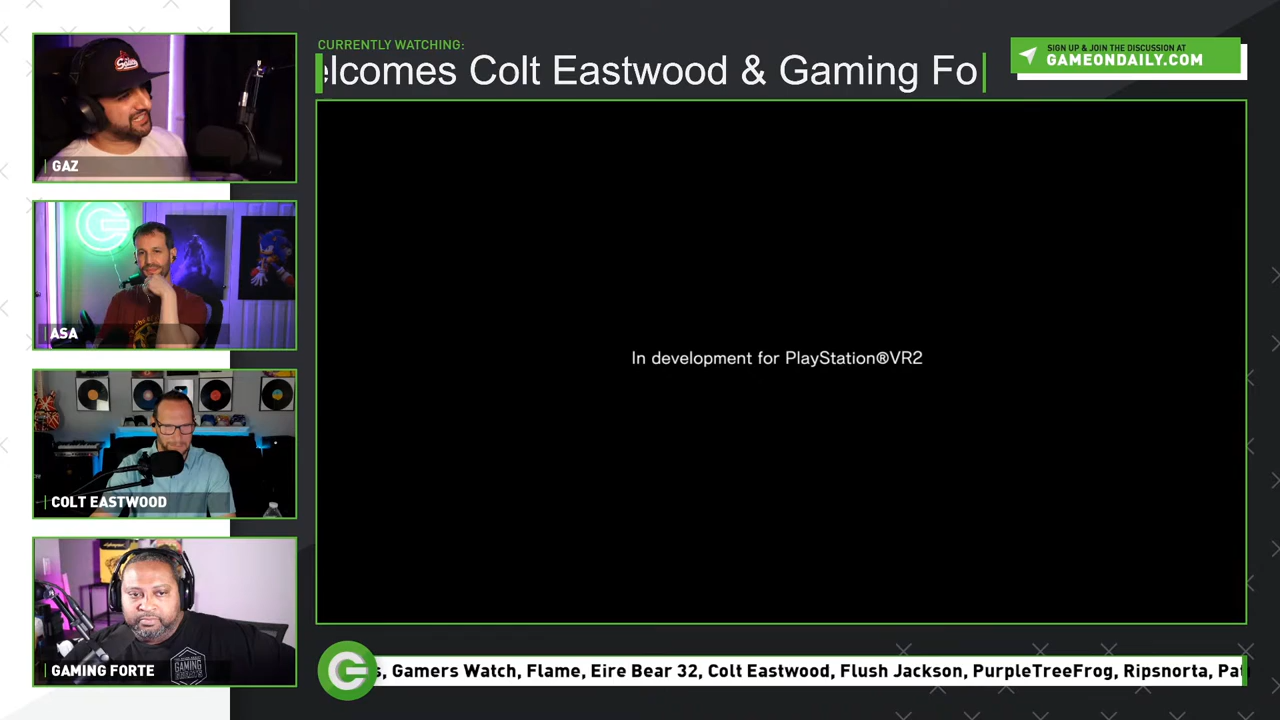 CURRENTLY WATCHING:
elcomes Colt Eastwood & Gaming Fo
SIGN UP & JOIN THE DISCUSSION AT
GAMEONDAILY.COM
GAZ
ASA
COLT EASTWOOD
GAMING FORTE
In development for PlayStation®VR2
s, Gamers Watch, Flame, Eire Bear 32, Colt Eastwood, Flush Jackson, PurpleTreeFrog, Ripsnorta, Pat